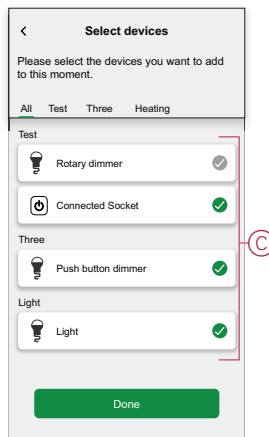 Select devices
Please select the devices you want to add
to this moment.
All Test Three Heating
Test
Rotary dimmer
Connected Socket
Three
Push button dimmer
Light
Light
Done
C